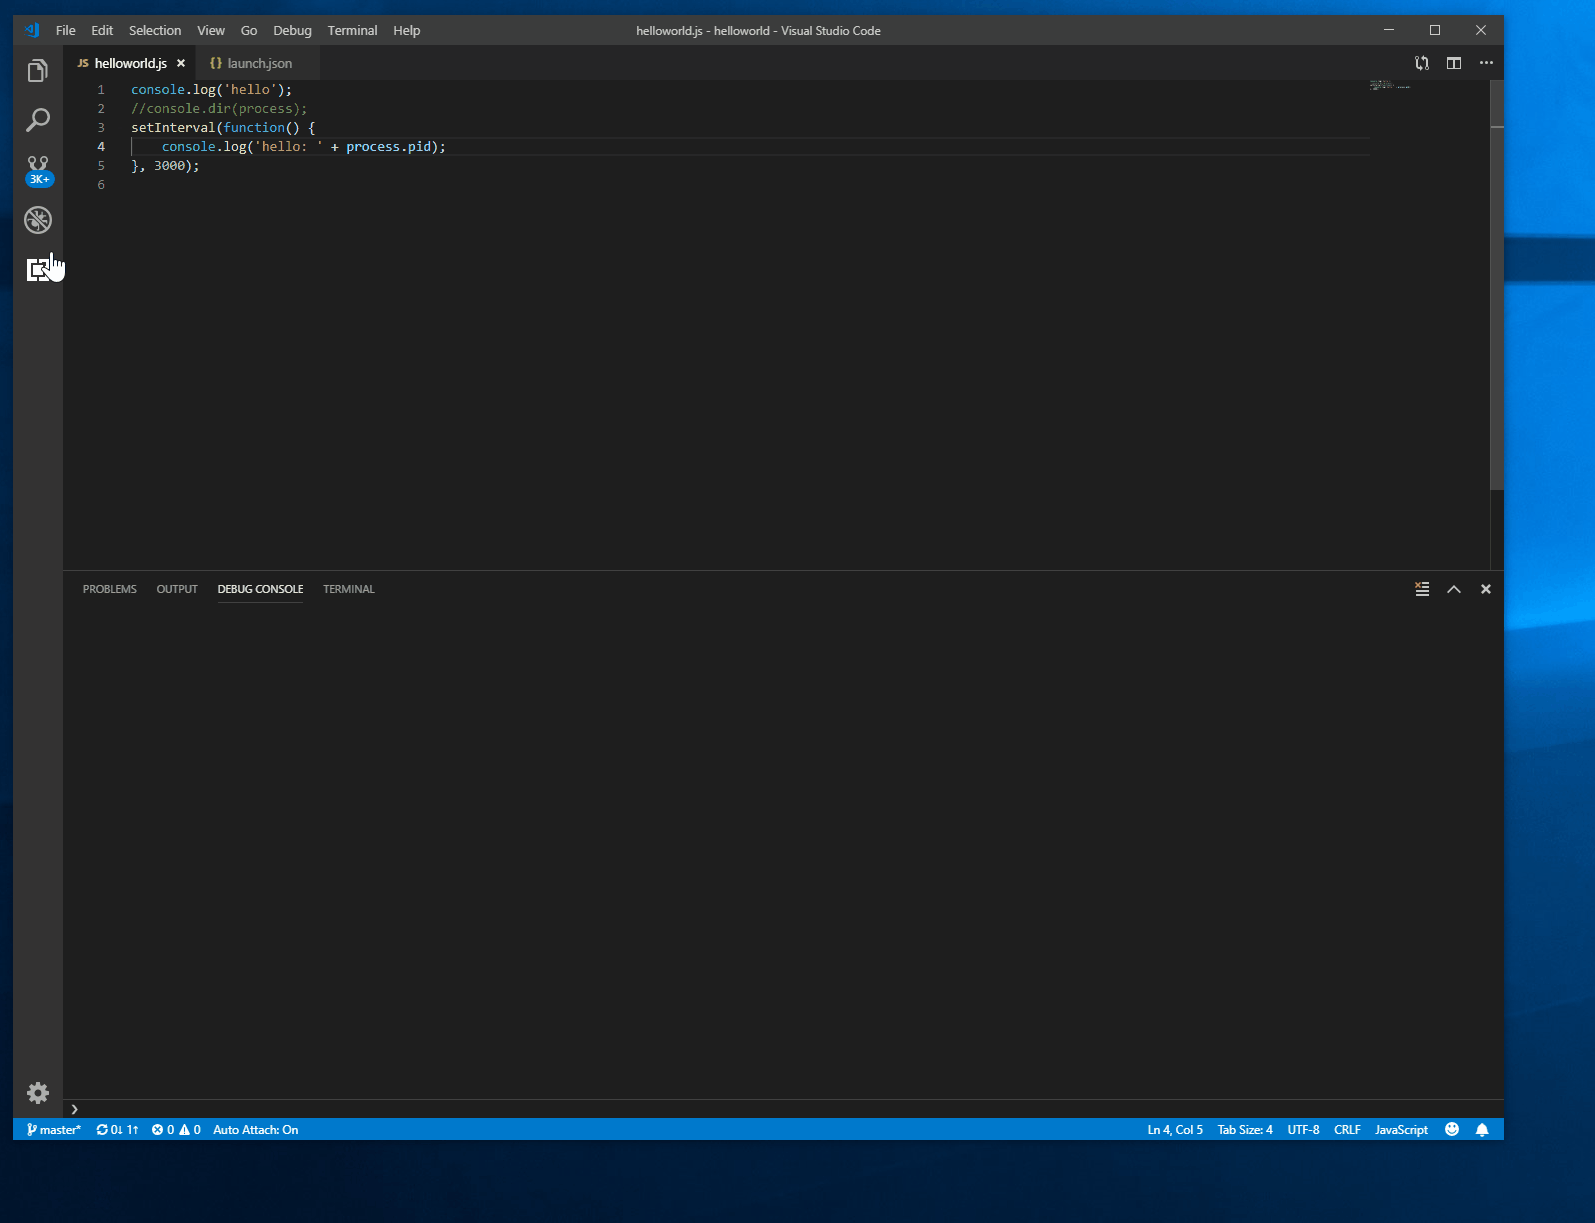 File Edit Selection View Go Debug Terminal Help helloworld.js - helloworld - Visual Studio Code
JS helloworld.js × {} launch.json
1 console.log('hello');
2 //console.dir(process);
3 setInterval(function() {
4 console.log('hello: ' + process.pid);
5 }, 3000);
6
3K+
PROBLEMS OUTPUT DEBUG CONSOLE TERMINAL
master* 0↓ 1↑ 0 0 Auto Attach: On Ln 4, Col 5 Tab Size: 4 UTF-8 CRLF JavaScript